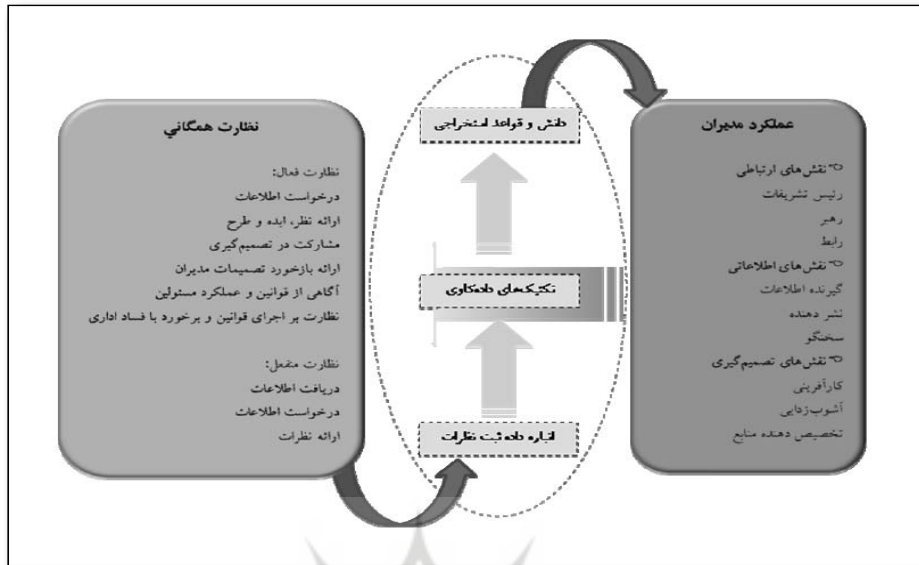 عملکرد مدیران
نقش‌های ارتباطی
رئیس تشریفات
رهبر
رابط
نقش‌های اطلاعاتی
گیرنده اطلاعات
نشر دهنده
سخنگو
نقش‌های تصمیم‌گیری
کارآفرینی
آشوب‌زدایی
تخصیص دهنده منابع
دانش و قواعد استخراجی
تکنیک‌های داده‌کاوی
انباره داده ثبت نظرات
نظارت همگاني
نظارت فعال:
درخواست اطلاعات
ارائه نظر، ایده و طرح
مشارکت در تصمیم‌گیری
ارائه بازخورد تصمیمات مدیران
آگاهی از قوانین و عملکرد مسئولین
نظارت بر اجرای قوانین و برخورد با فساد اداری
نظارت منفعل:
دریافت اطلاعات
درخواست اطلاعات
ارائه نظرات